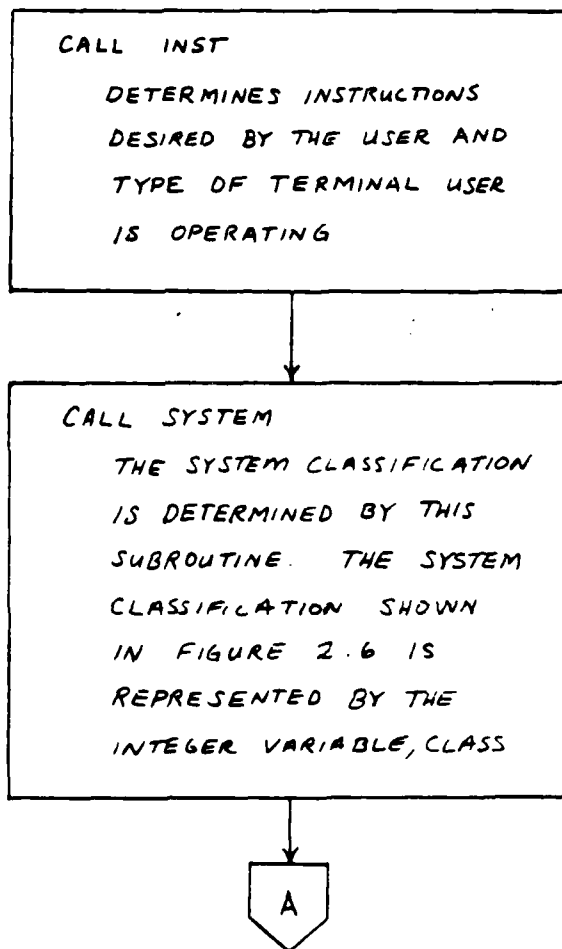 CALL INST
DETERMINES INSTRUCTIONS
DESIRED BY THE USER AND
TYPE OF TERMINAL USER
IS OPERATING
CALL SYSTEM
THE SYSTEM CLASSIFICATION
IS DETERMINED BY THIS
SUBROUTINE. THE SYSTEM
CLASSIFICATION SHOWN
IN FIGURE 2.6 IS
REPRESENTED BY THE
INTEGER VARIABLE, CLASS
A